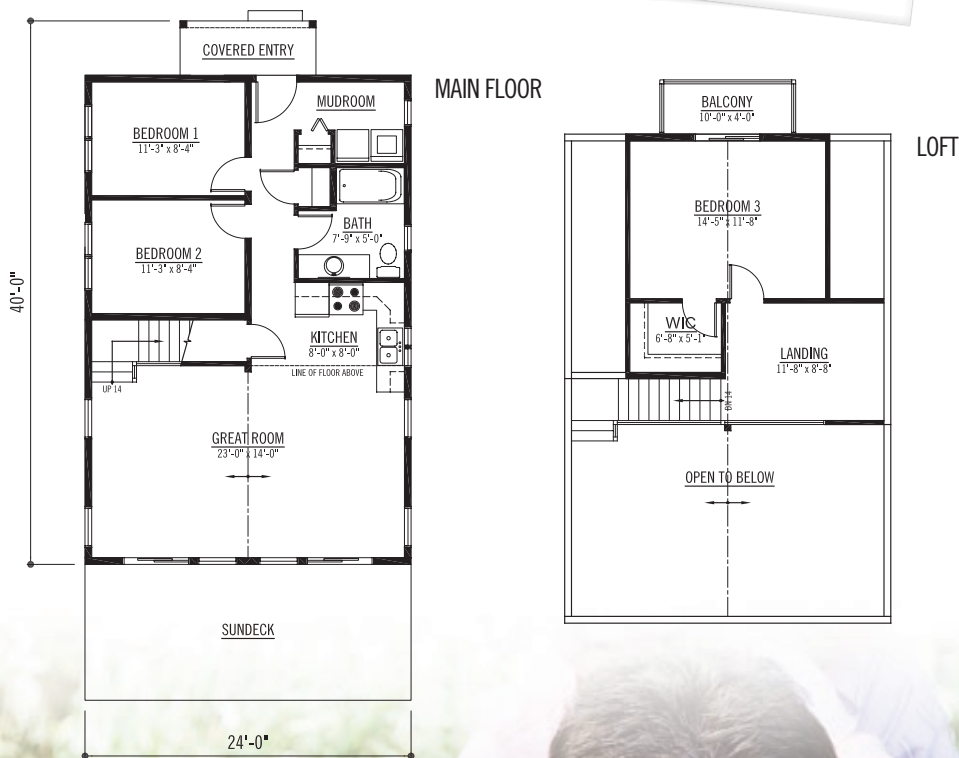 COVERED ENTRY
MAIN FLOOR
MUDROOM
BEDROOM 1
11'-3" x 8'-4"
BATH
7'-9" x 5'-0"
BEDROOM 2
11'-3" x 8'-4"
40'-0"
KITCHEN
8'-0" x 8'-0"
LINE OF FLOOR ABOVE
UP 14
GREAT ROOM
23'-0" x 14'-0"
SUNDECK
24'-0"
BALCONY
10'-0" x 4'-0"
LOFT
BEDROOM 3
14'-5" x 11'-8"
WIC
6'-8" x 5'-1"
LANDING
11'-8" x 8'-8"
DN 14
OPEN TO BELOW